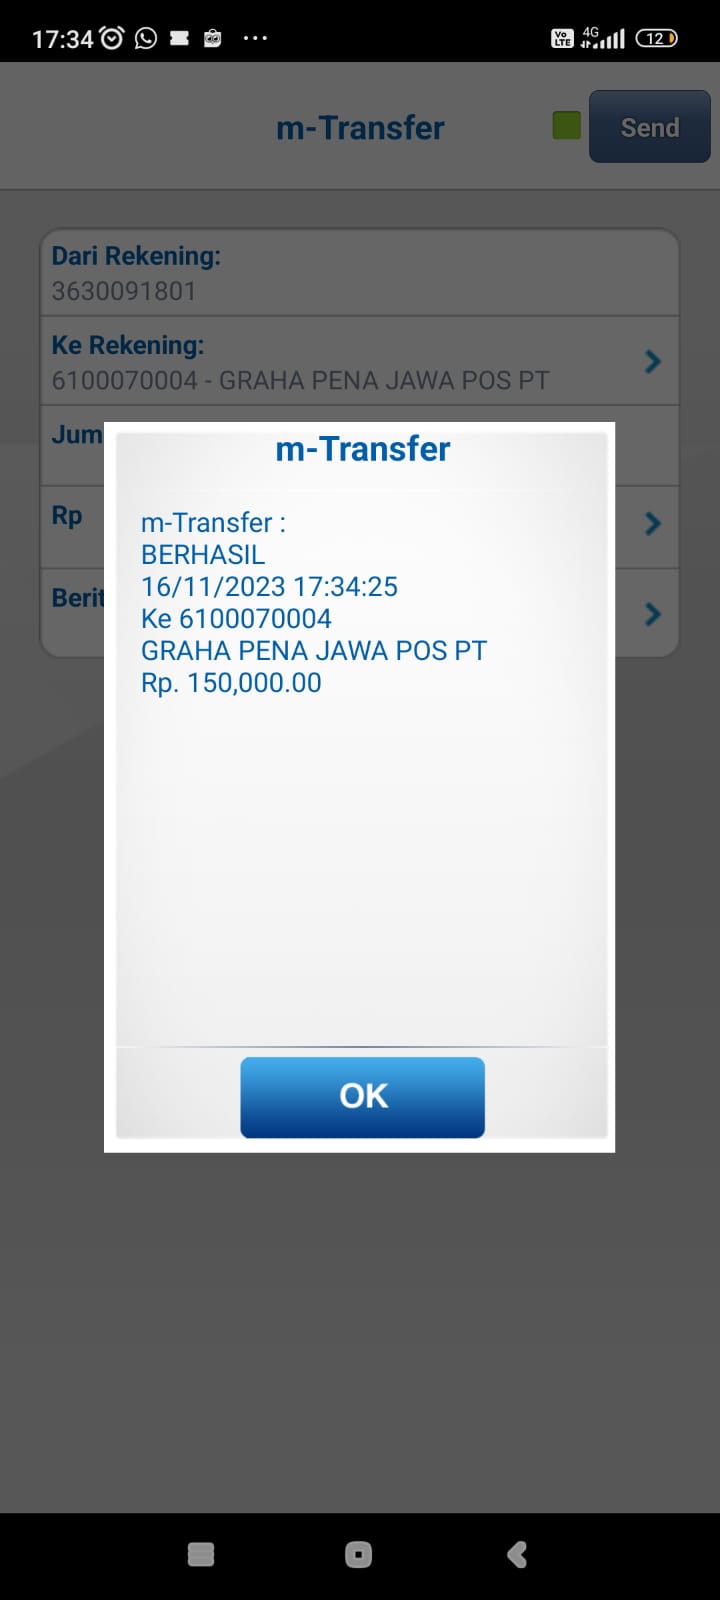 17:34
Vo LTE 4G 12
m-Transfer
Send
Dari Rekening:
3630091801
Ke Rekening:
6100070004 - GRAHA PENA JAWA POS PT
Jum
Rp
Berit
m-Transfer
m-Transfer :
BERHASIL
16/11/2023 17:34:25
Ke 6100070004
GRAHA PENA JAWA POS PT
Rp. 150,000.00
OK